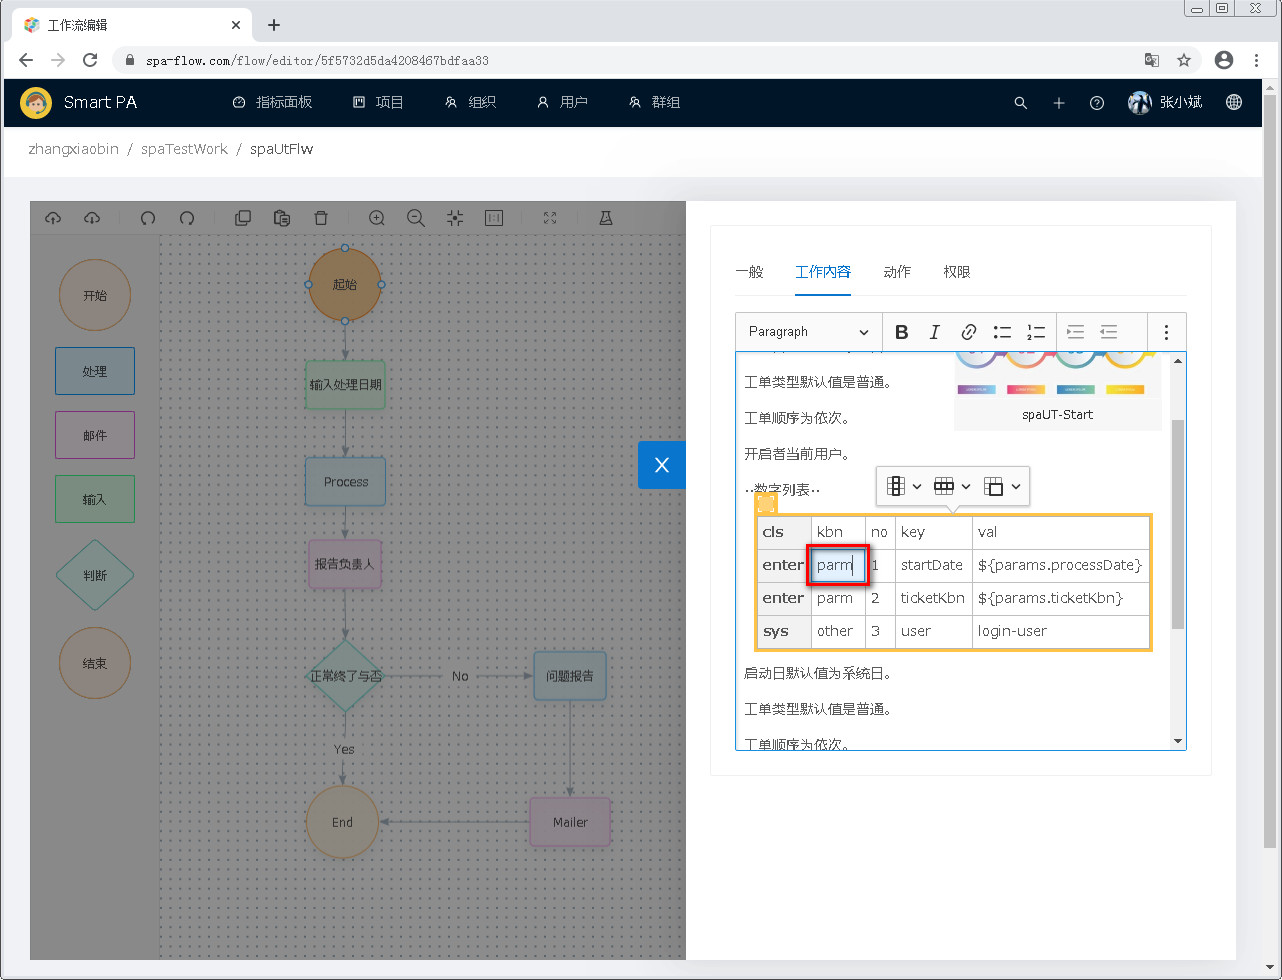 工作流编辑
spa-flow.com/flow/editor/5f5732d5da4208467bdfaa33
Smart PA 指标面板 项目 组织 用户 群组 张小斌
zhangxiaobin / spaTestWork / spaUtFlw
开始
处理
邮件
输入
判断
结束
起始
输入处理日期
Process
报告负责人
正常终了与否
No
问题报告
Yes
End
Mailer
X
一般 工作内容 动作 权限
Paragraph B I
工单类型默认值是普通。
spaUT-Start
工单顺序为依次。
开启者当前用户。
··数字列表··
cls kbn no key val
enter parm 1 startDate ${params.processDate}
enter parm 2 ticketKbn ${params.ticketKbn}
sys other 3 user login-user
启动日默认值为系统日。
工单类型默认值是普通。
工单顺序为依次。